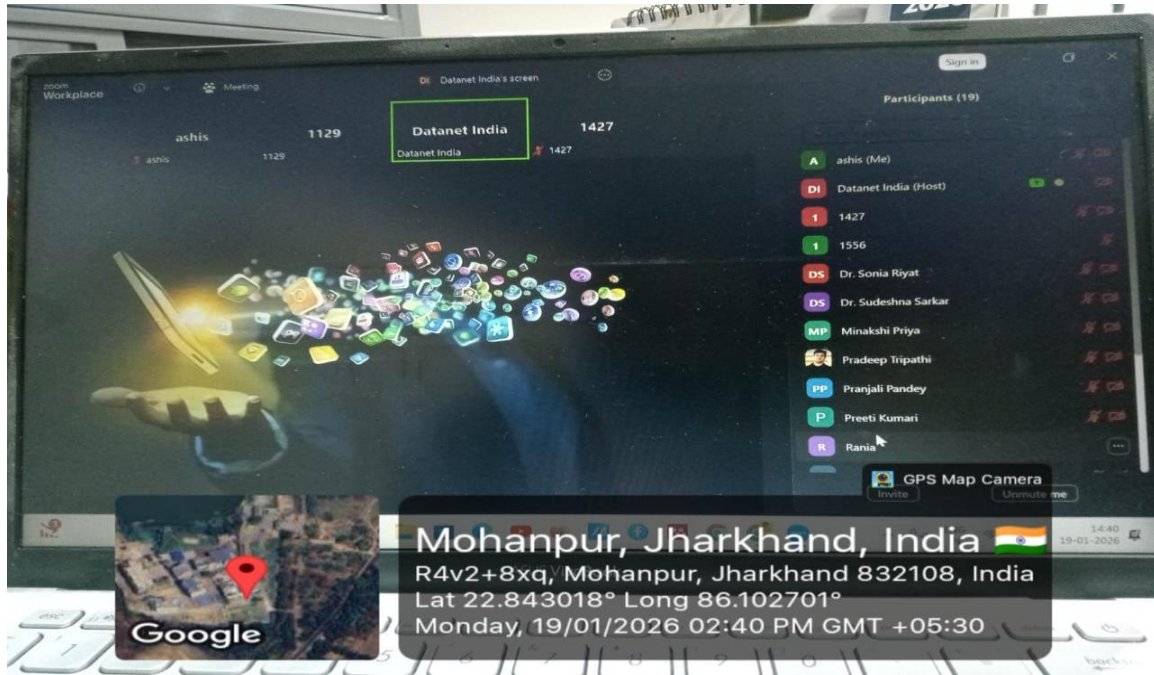 zoom
Workplace
Meeting
DI Datanet India's screen
Sign in
Participants (19)
ashis
1129
Datanet India
1427
ashis
1129
Datanet India
1427
A ashis (Me)
DI Datanet India (Host)
1 1427
1 1556
DS Dr. Sonia Riyat
DS Dr. Sudeshna Sarkar
MP Minakshi Priya
Pradeep Tripathi
PP Pranjali Pandey
P Preeti Kumari
R Rania
GPS Map Camera
Invite
Unmute me
14:40
19-01-2026
Mohanpur, Jharkhand, India
R4v2+8xq, Mohanpur, Jharkhand 832108, India
Lat 22.843018° Long 86.102701°
Monday, 19/01/2026 02:40 PM GMT +05:30
Google
esc